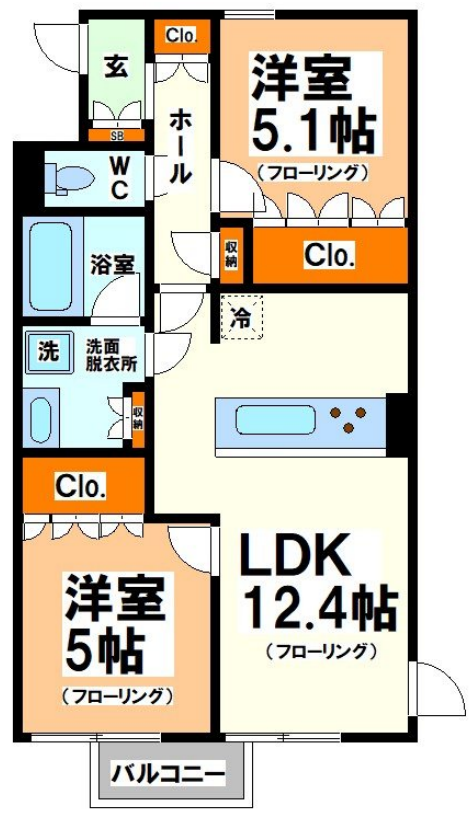 Clo.
玄
洋室
5.1帖
(フローリング)
ホール
SB
WC
収納
Clo.
浴室
冷
洗
洗面
脱衣所
収納
Clo.
LDK
12.4帖
(フローリング)
洋室
5帖
(フローリング)
バルコニー